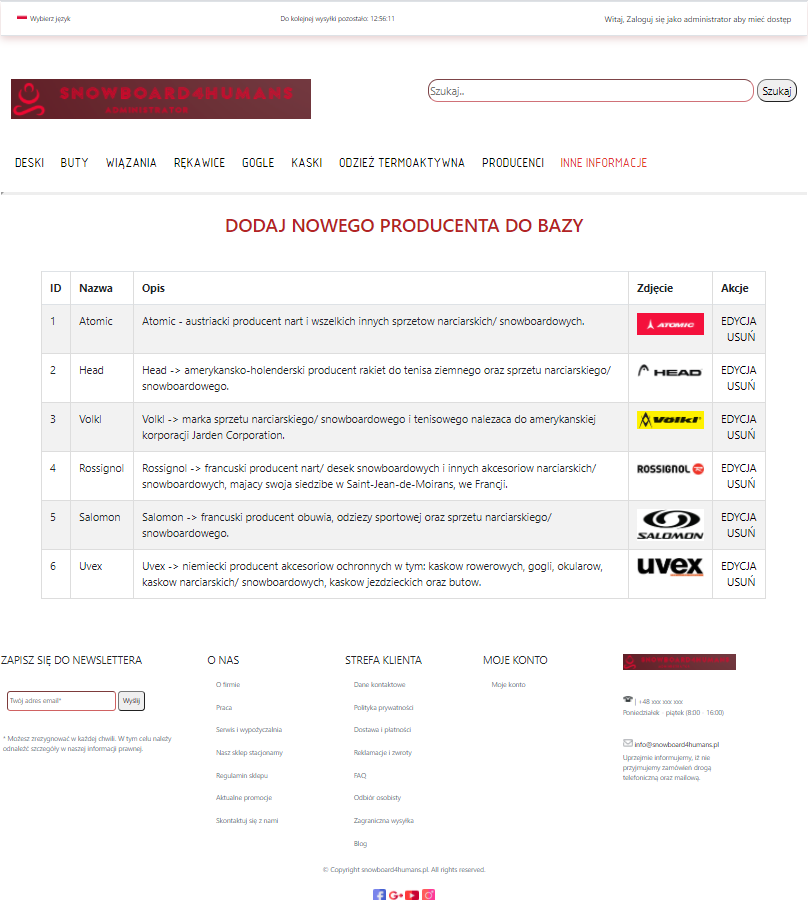 Wybierz język
Do kolejnej wysyłki pozostało: 12:56:11
Witaj, Zaloguj się jako administrator aby mieć dostęp
SNOWBOARD4HUMANS
ADMINISTRATOR
Szukaj..
Szukaj
DESKI BUTY WIĄZANIA RĘKAWICE GOGLE KASKI ODZIEŻ TERMOAKTYWNA PRODUCENCI INNE INFORMACJE
DODAJ NOWEGO PRODUCENTA DO BAZY
ID Nazwa Opis Zdjęcie Akcje
1 Atomic Atomic - austriacki producent nart i wszelkich innych sprzetow narciarskich/ snowboardowych. ATOMIC EDYCJA
USUŃ
2 Head Head -> amerykansko-holenderski producent rakiet do tenisa ziemnego oraz sprzetu narciarskiego/ HEAD EDYCJA
snowboardowego. USUŃ
3 Volkl Volkl -> marka sprzetu narciarskiego/ snowboardowego i tenisowego nalezaca do amerykanskiej Völkl EDYCJA
korporacji Jarden Corporation. USUŃ
4 Rossignol Rossignol -> francuski producent nart/ desek snowboardowych i innych akcesoriow narciarskich/ ROSSIGNOL EDYCJA
snowboardowych, majacy swoja siedzibe w Saint-Jean-de-Moirans, we Francji. USUŃ
5 Salomon Salomon -> francuski producent obuwia, odziezy sportowej oraz sprzetu narciarskiego/ SALOMON EDYCJA
snowboardowego. USUŃ
6 Uvex Uvex -> niemiecki producent akcesoriow ochronnych w tym: kaskow rowerowych, gogli, okularow, uvex EDYCJA
kaskow narciarskich/ snowboardowych, kaskow jezdzieckich oraz butow. USUŃ
ZAPISZ SIĘ DO NEWSLETTERA
Twój adres email*
Wyślij
* Możesz zrezygnować w każdej chwili. W tym celu należy
odnaleźć szczegóły w naszej informacji prawnej.
O NAS
O firmie
Praca
Serwis i wypożyczalnia
Nasz sklep stacjonarny
Regulamin sklepu
Aktualne promocje
Skontaktuj się z nami
STREFA KLIENTA
Dane kontaktowe
Polityka prywatności
Dostawa i płatności
Reklamacje i zwroty
FAQ
Odbiór osobisty
Zagraniczna wysyłka
Blog
MOJE KONTO
Moje konto
SNOWBOARD4HUMANS
| +48 xxx xxx xxx
Poniedziałek - piątek (8:00 - 16:00)
info@snowboard4humans.pl
Uprzejmie informujemy, iż nie
przyjmujemy zamówień drogą
telefoniczną oraz mailową.
© Copyright snowboard4humans.pl. All rights reserved.